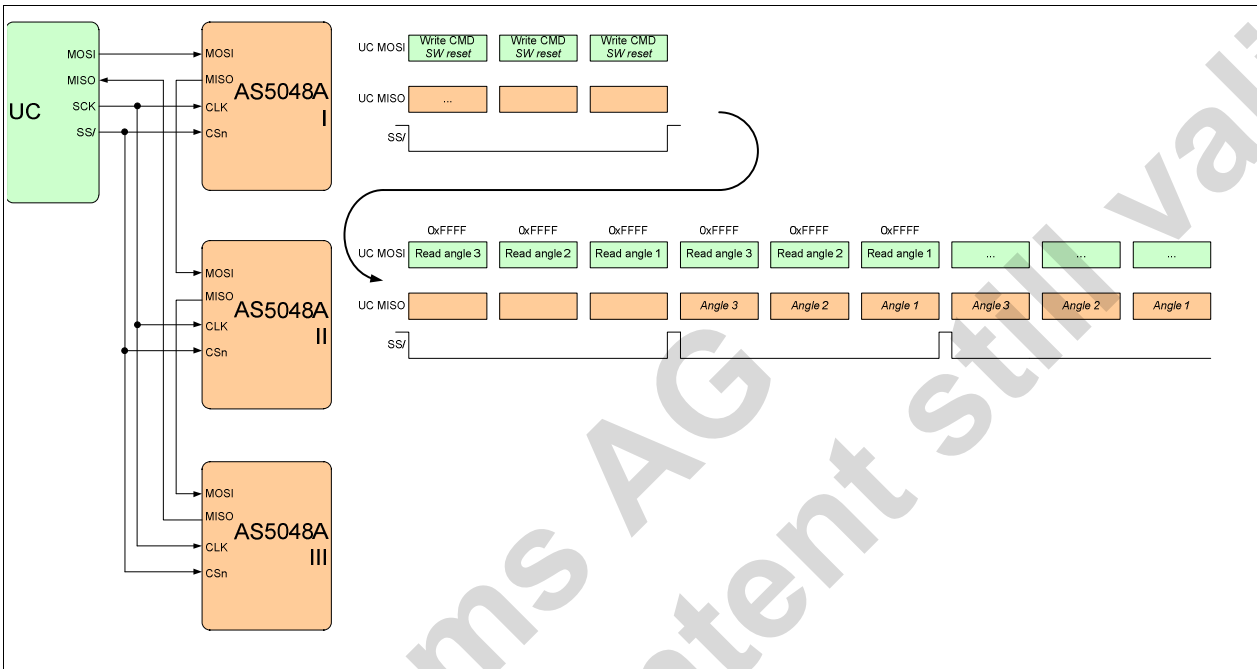 UC
MOSI
MISO
SCK
SS/
MOSI
MISO
CLK
CSn
AS5048A
I
MOSI
MISO
CLK
CSn
AS5048A
II
MOSI
MISO
CLK
CSn
AS5048A
III
UC MOSI
Write CMD
SW reset
Write CMD
SW reset
Write CMD
SW reset
UC MISO
...
SS/
0xFFFF 0xFFFF 0xFFFF 0xFFFF 0xFFFF 0xFFFF
UC MOSI Read angle 3 Read angle 2 Read angle 1 Read angle 3 Read angle 2 Read angle 1 ... ... ...
UC MISO Angle 3 Angle 2 Angle 1 Angle 3 Angle 2 Angle 1
SS/
ms AG
tent still vali